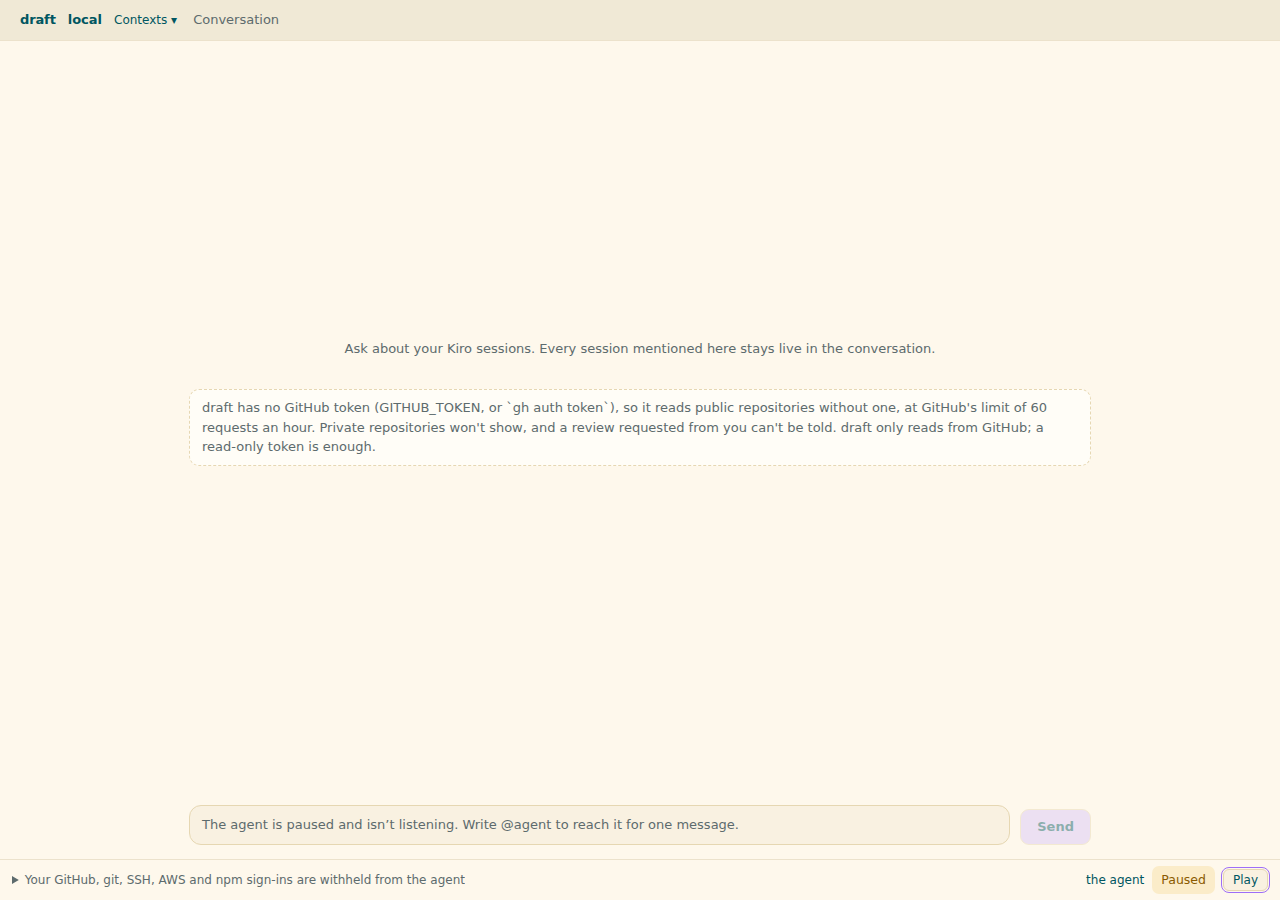 draft local Contexts ▾ Conversation
Ask about your Kiro sessions. Every session mentioned here stays live in the conversation.
draft has no GitHub token (GITHUB_TOKEN, or `gh auth token`), so it reads public repositories without one, at GitHub's limit of 60
requests an hour. Private repositories won't show, and a review requested from you can't be told. draft only reads from GitHub; a
read-only token is enough.
The agent is paused and isn’t listening. Write @agent to reach it for one message.
Send
▶ Your GitHub, git, SSH, AWS and npm sign-ins are withheld from the agent
the agent Paused Play